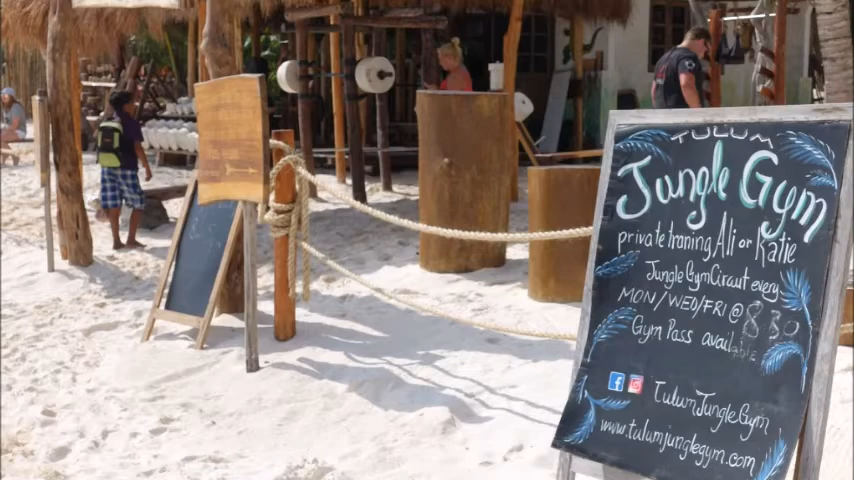 TULUM
Jungle Gym
private traning Ali or Katie
Jungle Gym Circuit every
MON/WED/FRI @ 8 30
Gym Pass available
f TulumJungleGym
www.tulumjunglegym.com